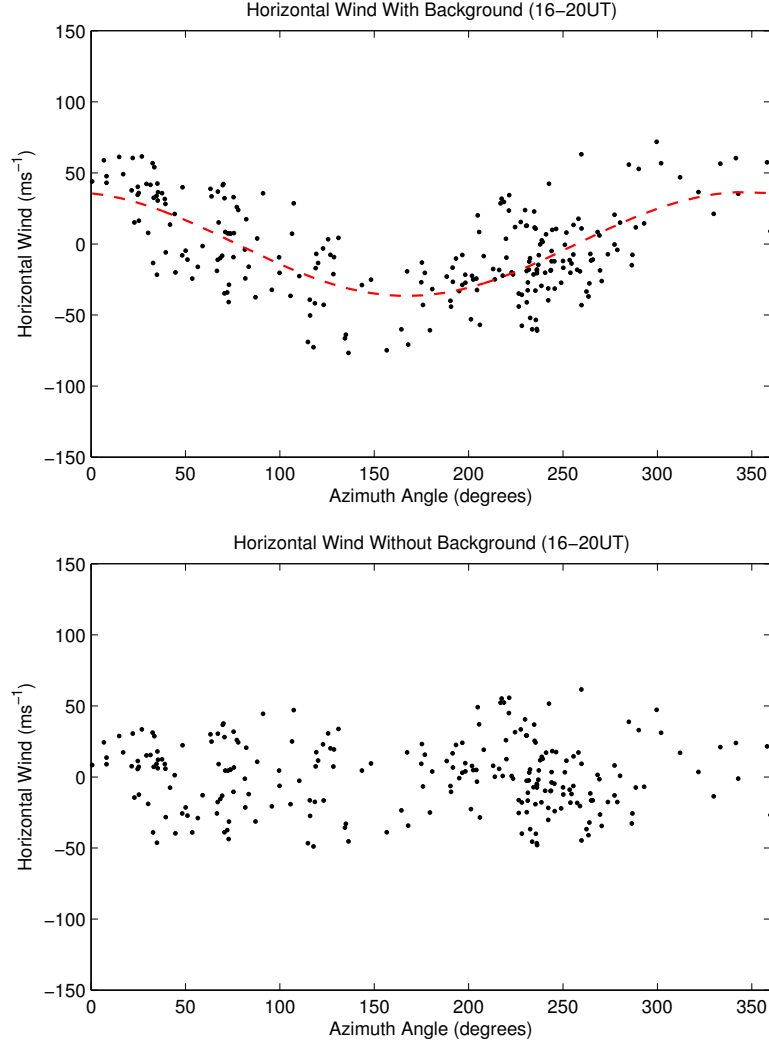 Horizontal Wind With Background (16−20UT)
150
100
50
0
−50
−100
−150
Horizontal Wind (ms⁻¹)
0 50 100 150 200 250 300 350
Azimuth Angle (degrees)
Horizontal Wind Without Background (16−20UT)
150
100
50
0
−50
−100
−150
Horizontal Wind (ms⁻¹)
0 50 100 150 200 250 300 350
Azimuth Angle (degrees)